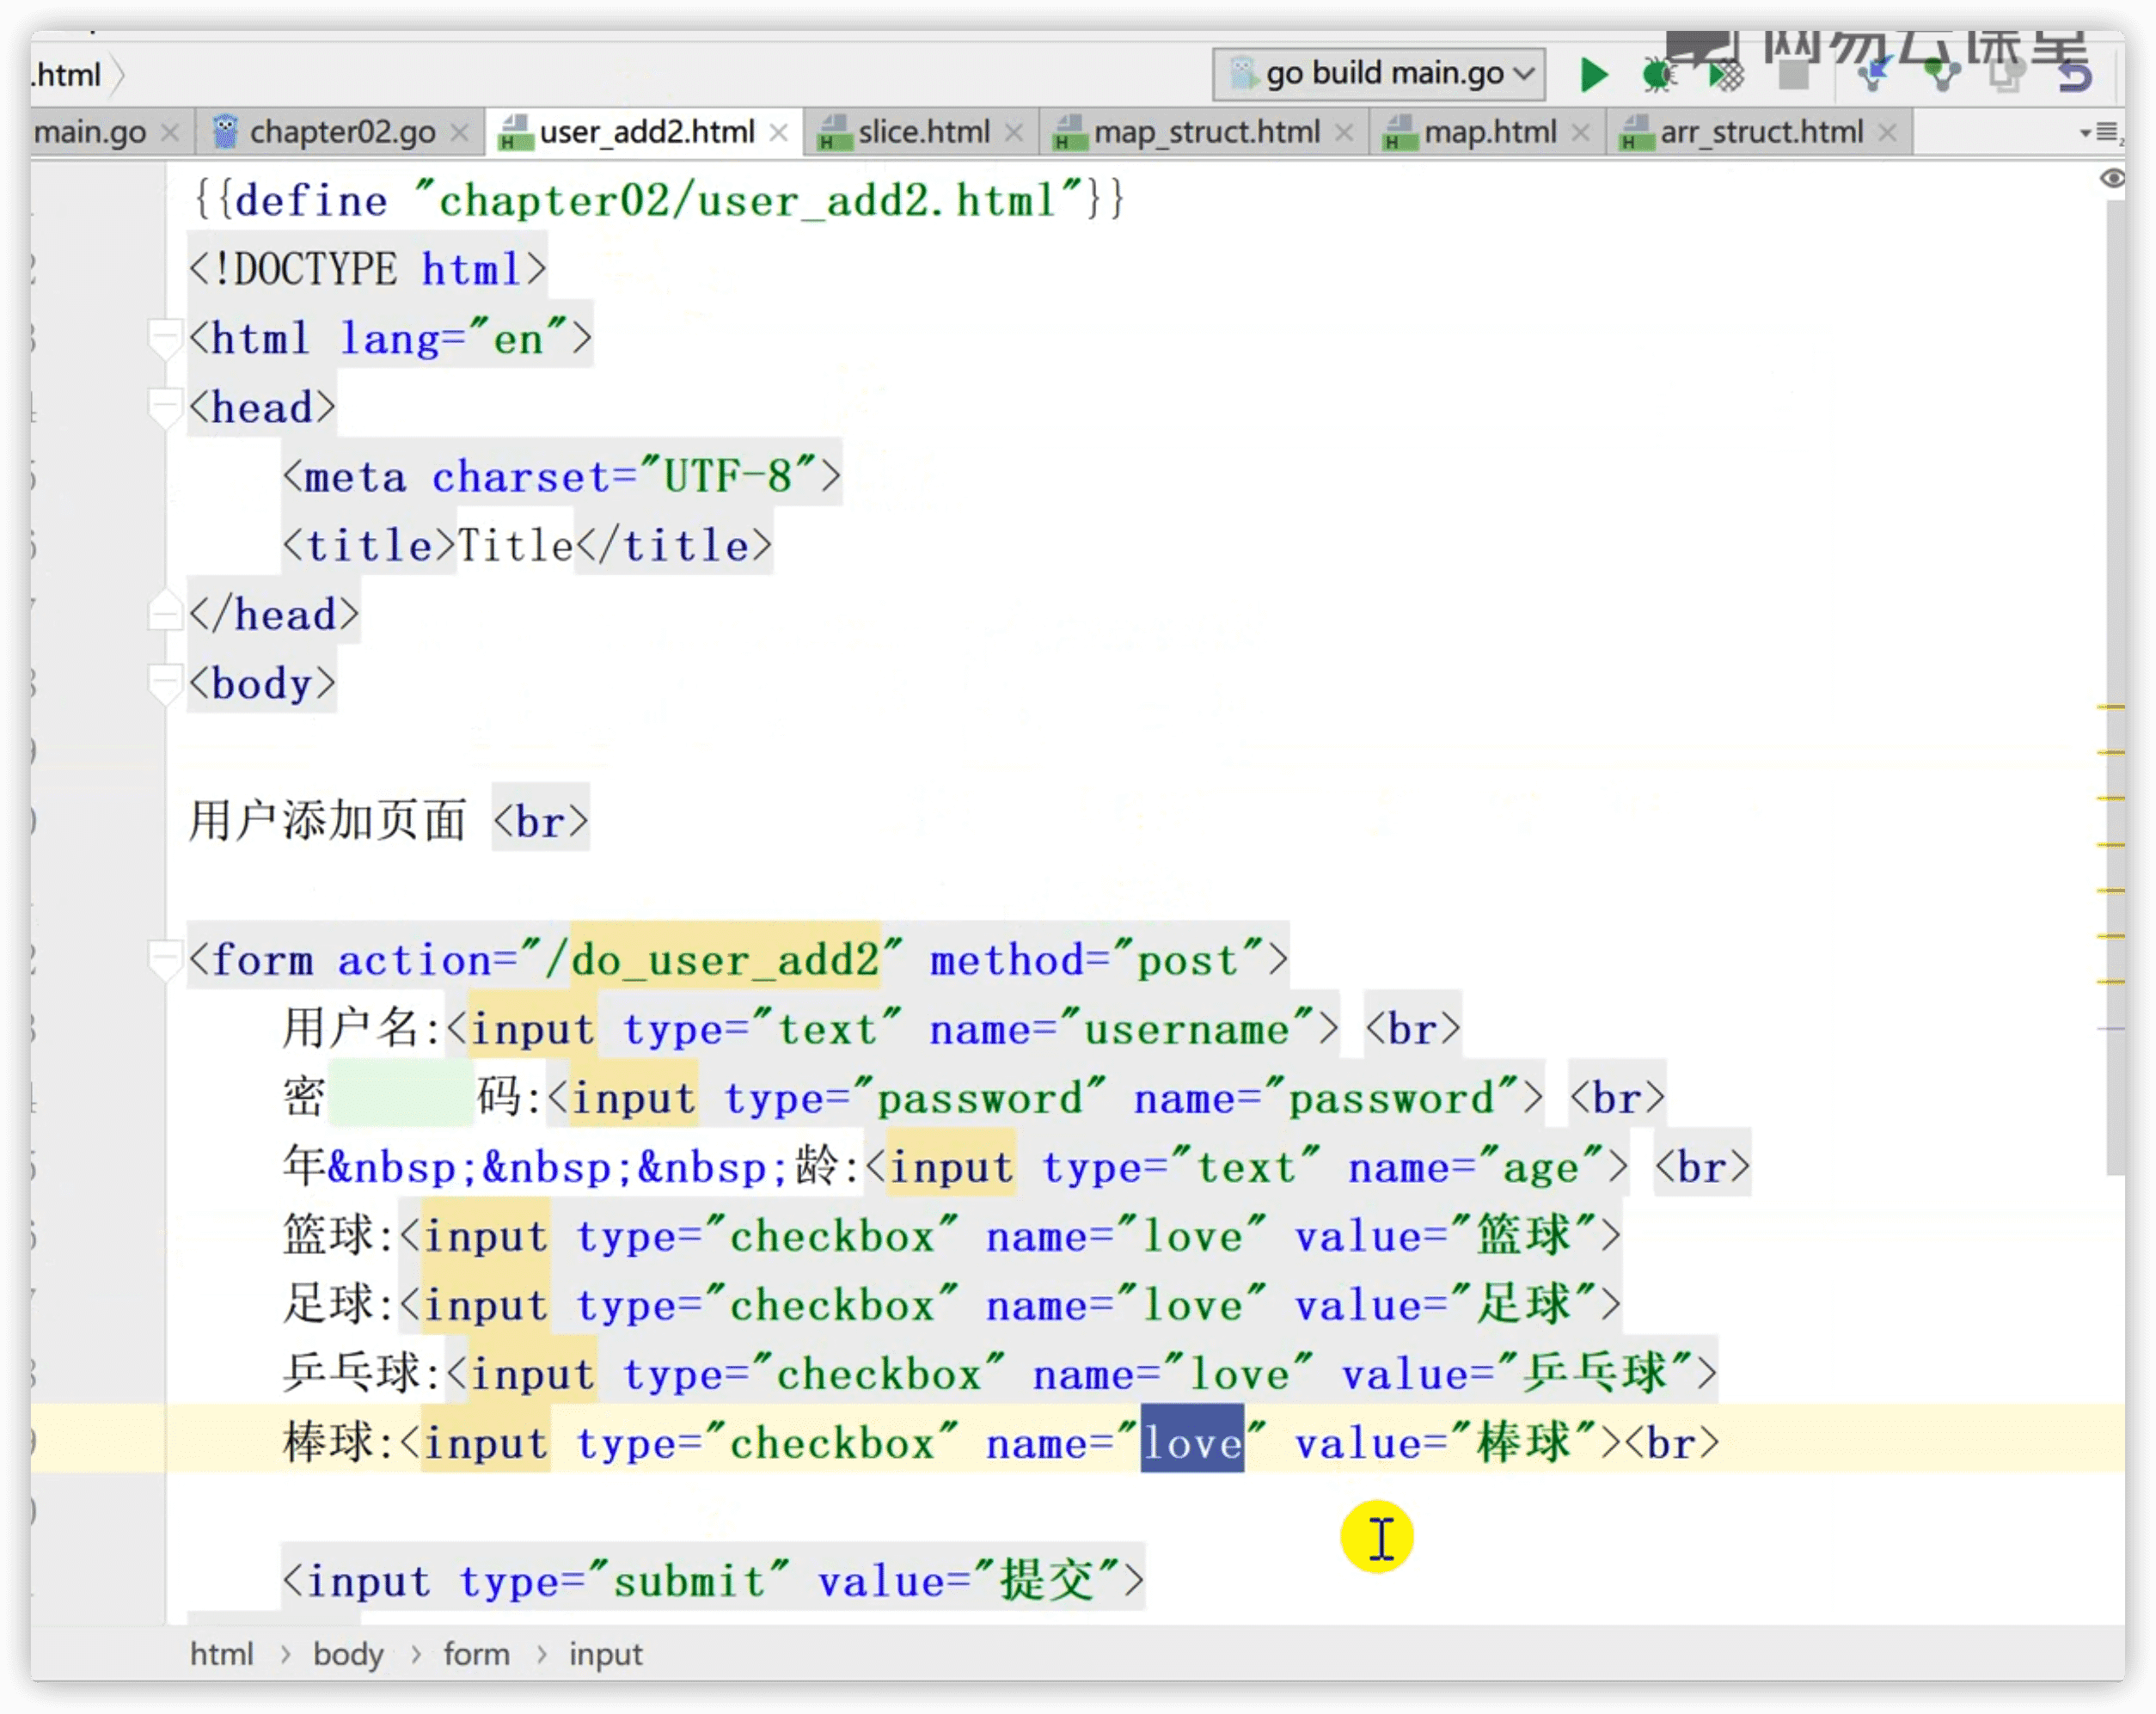 网易云课堂
.html
go build main.go
main.go
chapter02.go
user_add2.html
slice.html
map_struct.html
map.html
arr_struct.html
{{define "chapter02/user_add2.html"}}
<!DOCTYPE html>
<html lang="en">
<head>
<meta charset="UTF-8">
<title>Title</title>
</head>
<body>
用户添加页面 <br>
<form action="/do_user_add2" method="post">
用户名:<input type="text" name="username"> <br>
密 码:<input type="password" name="password"> <br>
年&nbsp;&nbsp;&nbsp;龄:<input type="text" name="age"> <br>
篮球:<input type="checkbox" name="love" value="篮球">
足球:<input type="checkbox" name="love" value="足球">
乒乓球:<input type="checkbox" name="love" value="乒乓球">
棒球:<input type="checkbox" name="love" value="棒球"><br>
<input type="submit" value="提交">
html › body › form › input